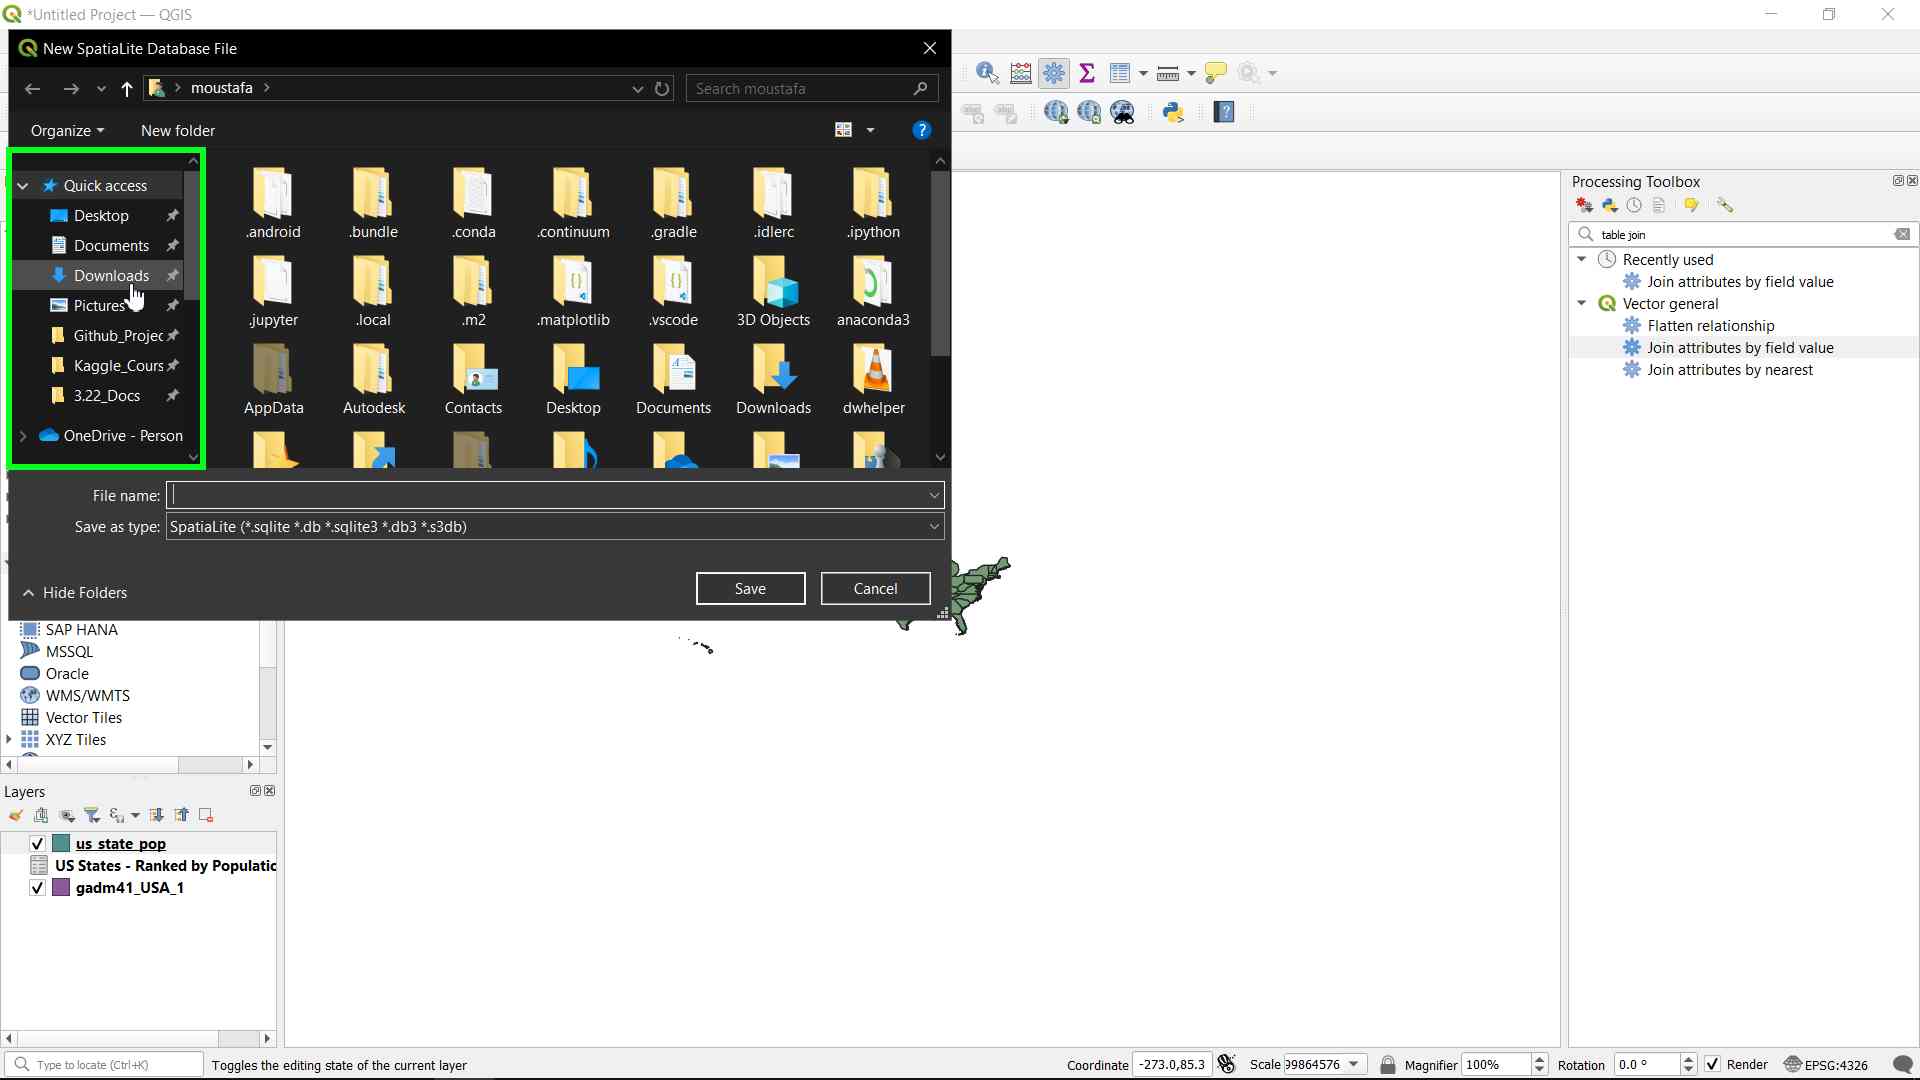 *Untitled Project — QGIS
New SpatiaLite Database File
moustafa
Search moustafa
Organize
New folder
Quick access
Desktop
Documents
Downloads
Pictures
Github_Projec
Kaggle_Cours
3.22_Docs
OneDrive - Person
.android
.bundle
.conda
.continuum
.gradle
.idlerc
.ipython
.jupyter
.local
.m2
.matplotlib
.vscode
3D Objects
anaconda3
AppData
Autodesk
Contacts
Desktop
Documents
Downloads
dwhelper
File name:
Save as type: SpatiaLite (*.sqlite *.db *.sqlite3 *.db3 *.s3db)
Hide Folders
Save
Cancel
Processing Toolbox
table join
Recently used
Join attributes by field value
Vector general
Flatten relationship
Join attributes by field value
Join attributes by nearest
SAP HANA
MSSQL
Oracle
WMS/WMTS
Vector Tiles
XYZ Tiles
Layers
us_state_pop
US States - Ranked by Populatic
gadm41_USA_1
Type to locate (Ctrl+K)
Toggles the editing state of the current layer
Coordinate -273.0,85.3
Scale 99864576
Magnifier 100%
Rotation 0.0 °
Render
EPSG:4326